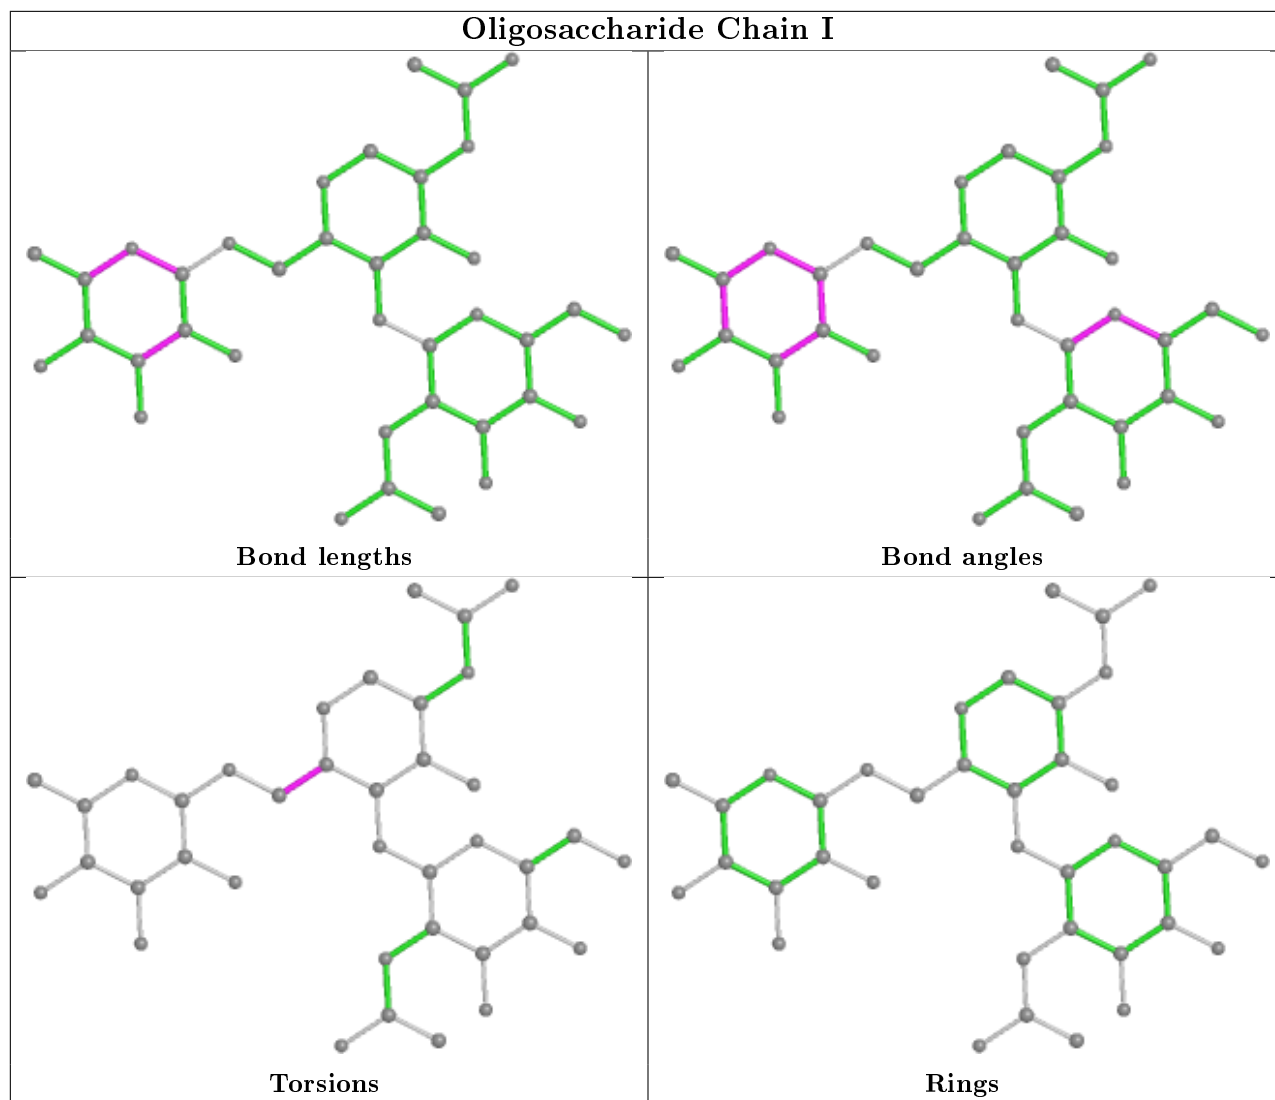 Oligosaccharide Chain I
Bond lengths
Bond angles
Torsions
Rings